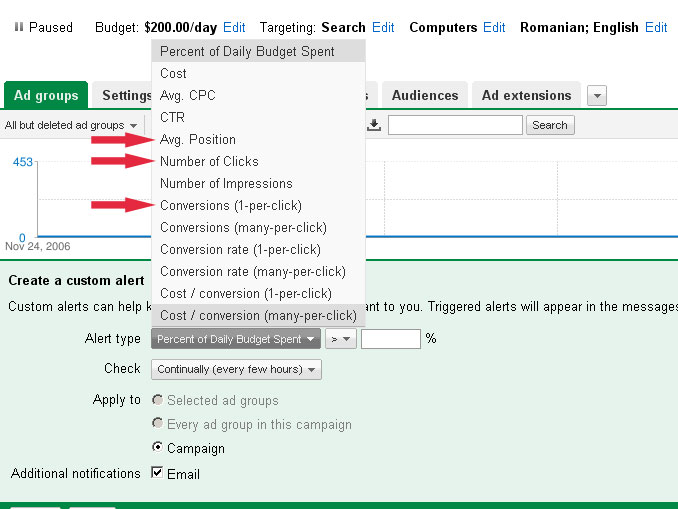 Paused Budget: $200.00/day Edit Targeting: Search Edit Computers Edit Romanian; English Edit
Percent of Daily Budget Spent
Cost
Ad groups Settings Avg. CPC s Audiences Ad extensions
CTR
All but deleted ad groups Search
Avg. Position
453 Number of Clicks
Number of Impressions
Conversions (1-per-click)
Conversions (many-per-click)
0
Nov 24, 2006 Conversion rate (1-per-click)
Conversion rate (many-per-click)
Create a custom alert
Cost / conversion (1-per-click)
Custom alerts can help k ant to you. Triggered alerts will appear in the messages
Cost / conversion (many-per-click)
Alert type Percent of Daily Budget Spent > %
Check Continually (every few hours)
Apply to Selected ad groups
Every ad group in this campaign
Campaign
Additional notifications Email